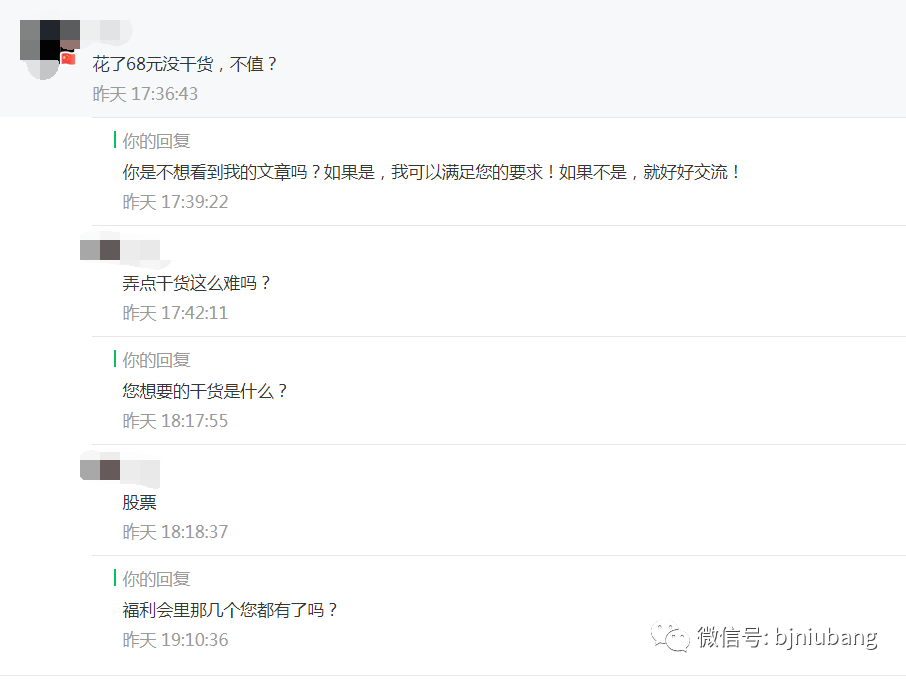 花了68元没干货，不值？
昨天 17:36:43
你的回复
你是不想看到我的文章吗？如果是，我可以满足您的要求！如果不是，就好好交流！
昨天 17:39:22
弄点干货这么难吗？
昨天 17:42:11
你的回复
您想要的干货是什么？
昨天 18:17:55
股票
昨天 18:18:37
你的回复
福利会里那几个您都有了吗？
昨天 19:10:36
微信号: bjniubang